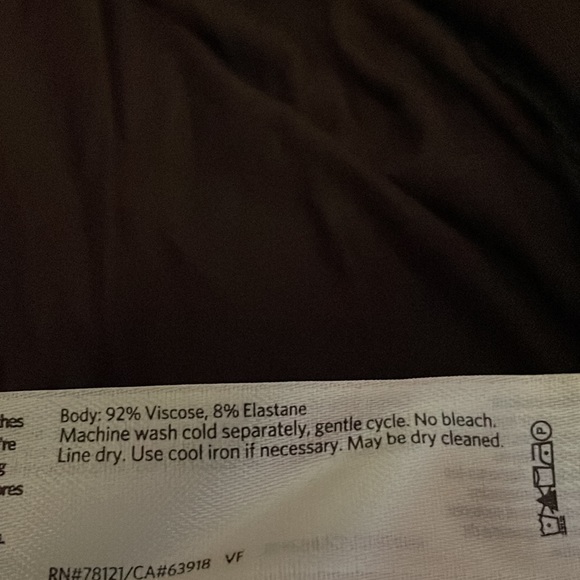 Body: 92% Viscose, 8% Elastane
Machine wash cold separately, gentle cycle. No bleach.
Line dry. Use cool iron if necessary. May be dry cleaned.
RN#78121/CA#63918 VF
P